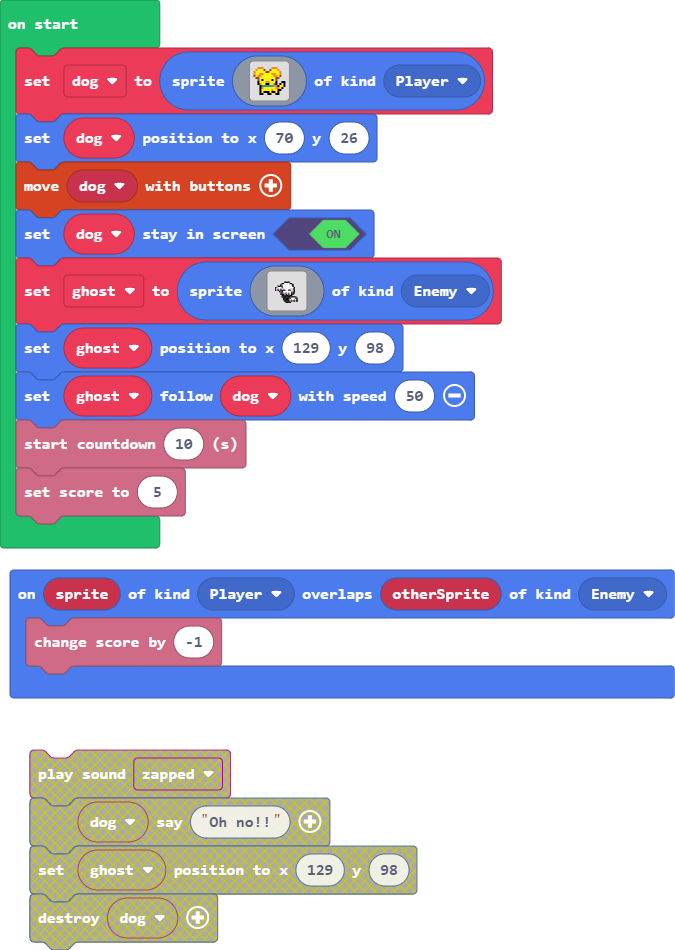 on start
set dog to sprite of kind Player
set dog position to x 70 y 26
move dog with buttons
set dog stay in screen ON
set ghost to sprite of kind Enemy
set ghost position to x 129 y 98
set ghost follow dog with speed 50
start countdown 10 (s)
set score to 5
on sprite of kind Player overlaps otherSprite of kind Enemy
change score by -1
play sound zapped
dog say "Oh no!!"
set ghost position to x 129 y 98
destroy dog